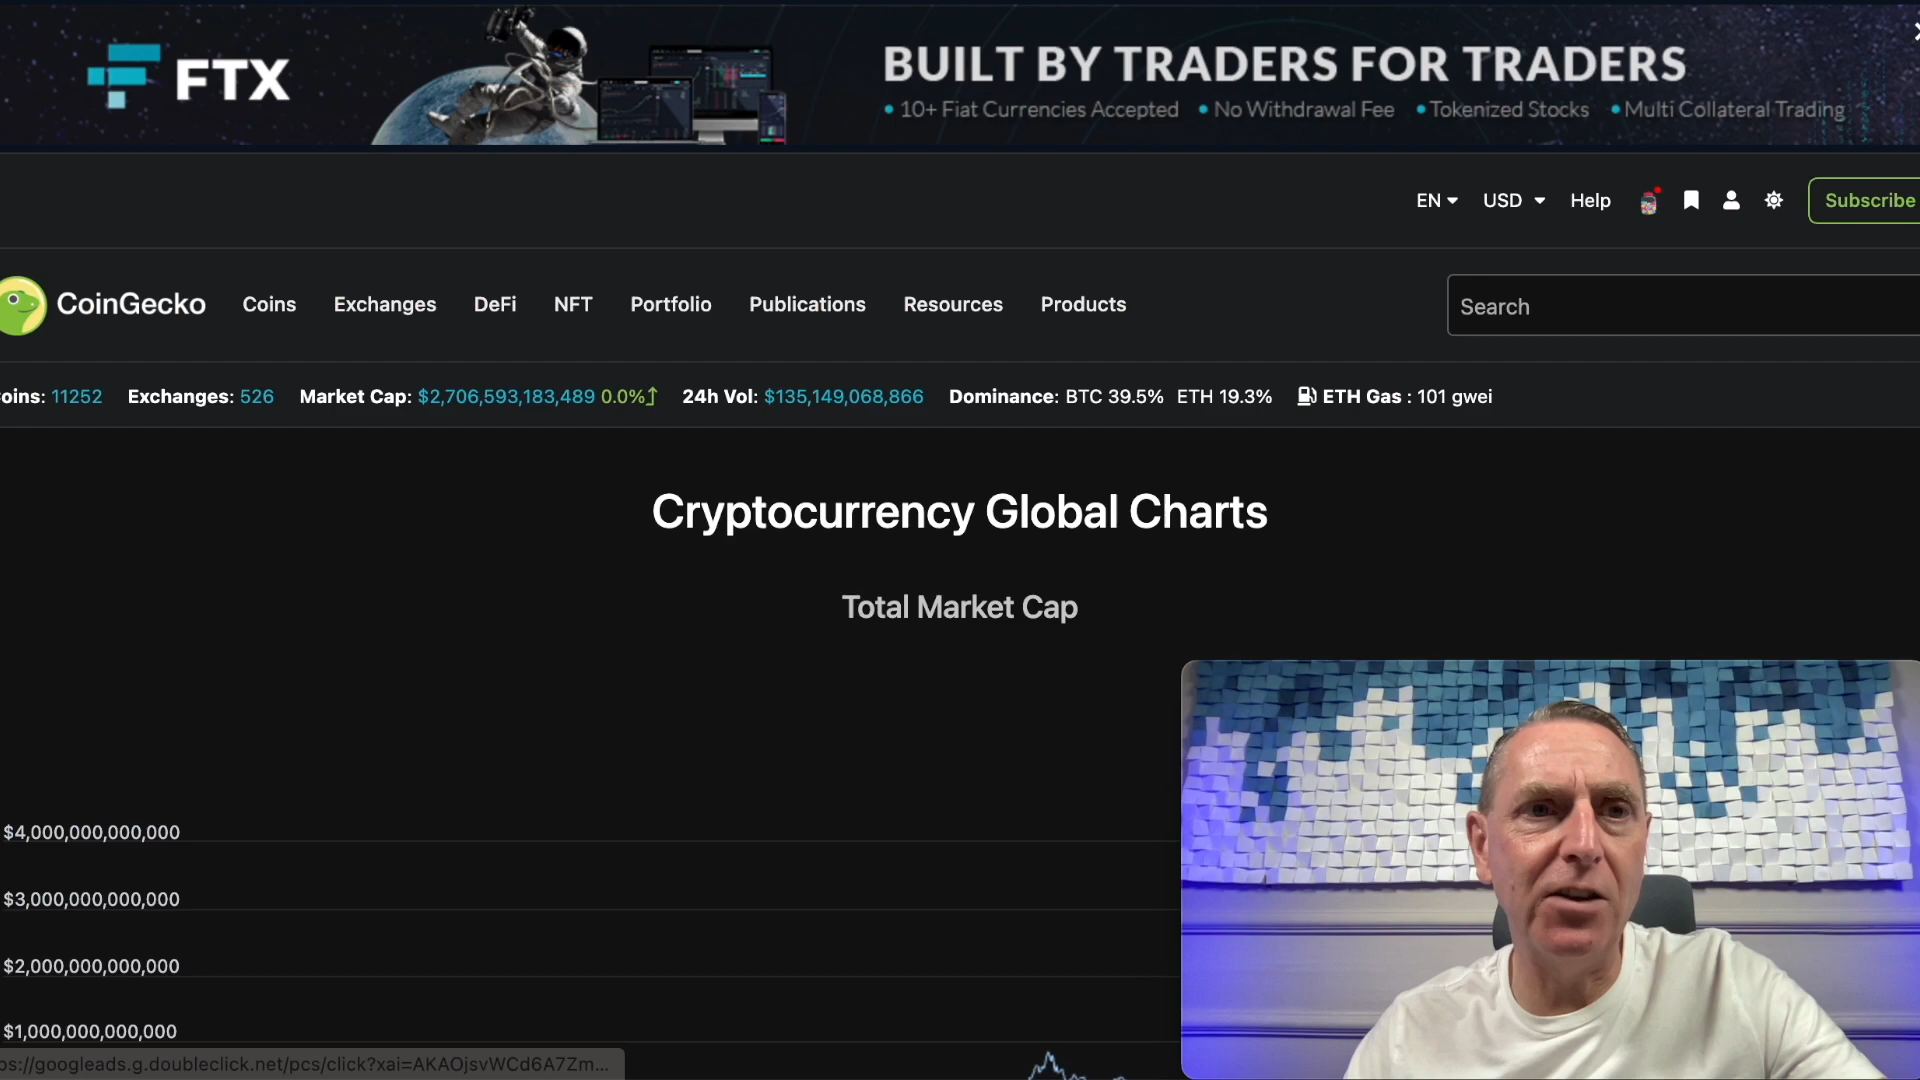 FTX
BUILT BY TRADERS FOR TRADERS
• 10+ Fiat Currencies Accepted • No Withdrawal Fee • Tokenized Stocks • Multi Collateral Trading
EN USD Help Subscribe
CoinGecko Coins Exchanges DeFi NFT Portfolio Publications Resources Products Search
oins: 11252 Exchanges: 526 Market Cap: $2,706,593,183,489 0.0% 24h Vol: $135,149,068,866 Dominance: BTC 39.5% ETH 19.3% ETH Gas : 101 gwei
Cryptocurrency Global Charts
Total Market Cap
$4,000,000,000,000
$3,000,000,000,000
$2,000,000,000,000
$1,000,000,000,000
ps://googleads.g.doubleclick.net/pcs/click?xai=AKAOjsvWCd6A7Zm...